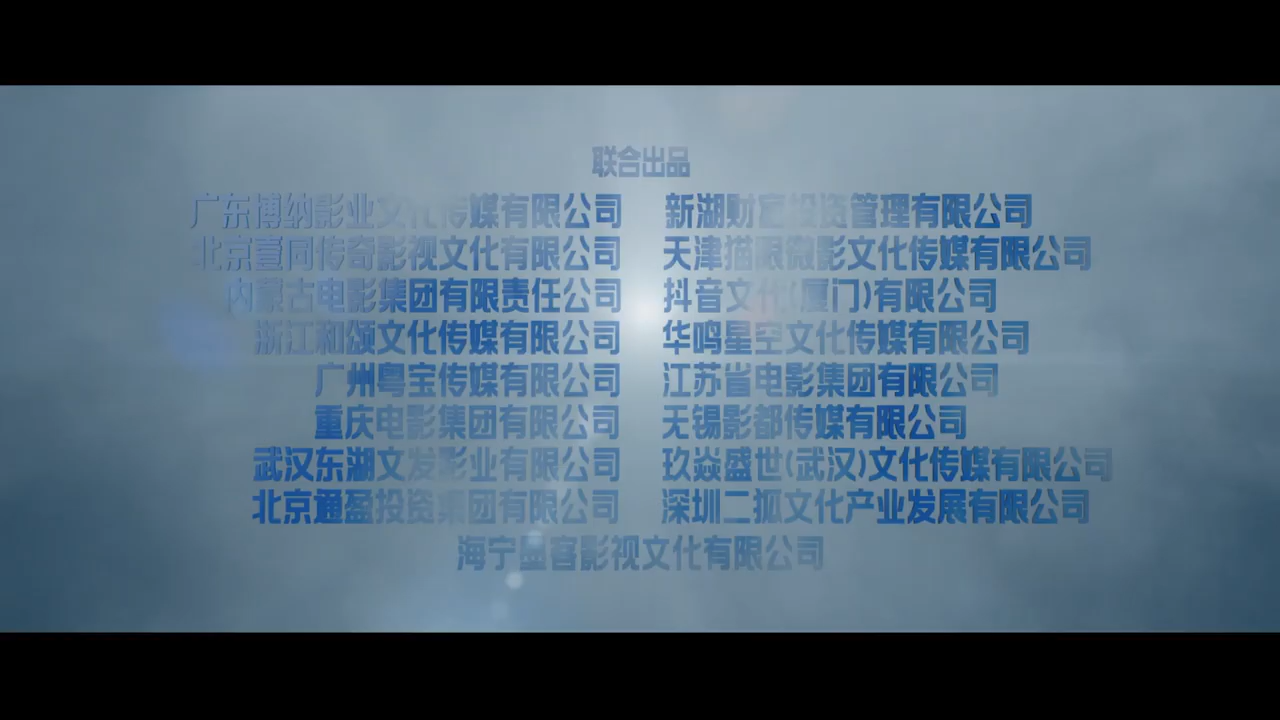 联合出品
广东博纳影业文化传媒有限公司 新湖财富投资管理有限公司
北京壹同传奇影视文化有限公司 天津猫眼微影文化传媒有限公司
内蒙古电影集团有限责任公司 抖音文化(厦门)有限公司
浙江和颂文化传媒有限公司 华鸣星空文化传媒有限公司
广州粤宝传媒有限公司 江苏省电影集团有限公司
重庆电影集团有限公司 无锡影都传媒有限公司
武汉东湖文发影业有限公司 玖焱盛世(武汉)文化传媒有限公司
北京通盈投资集团有限公司 深圳二狐文化产业发展有限公司
海宁量客影视文化有限公司